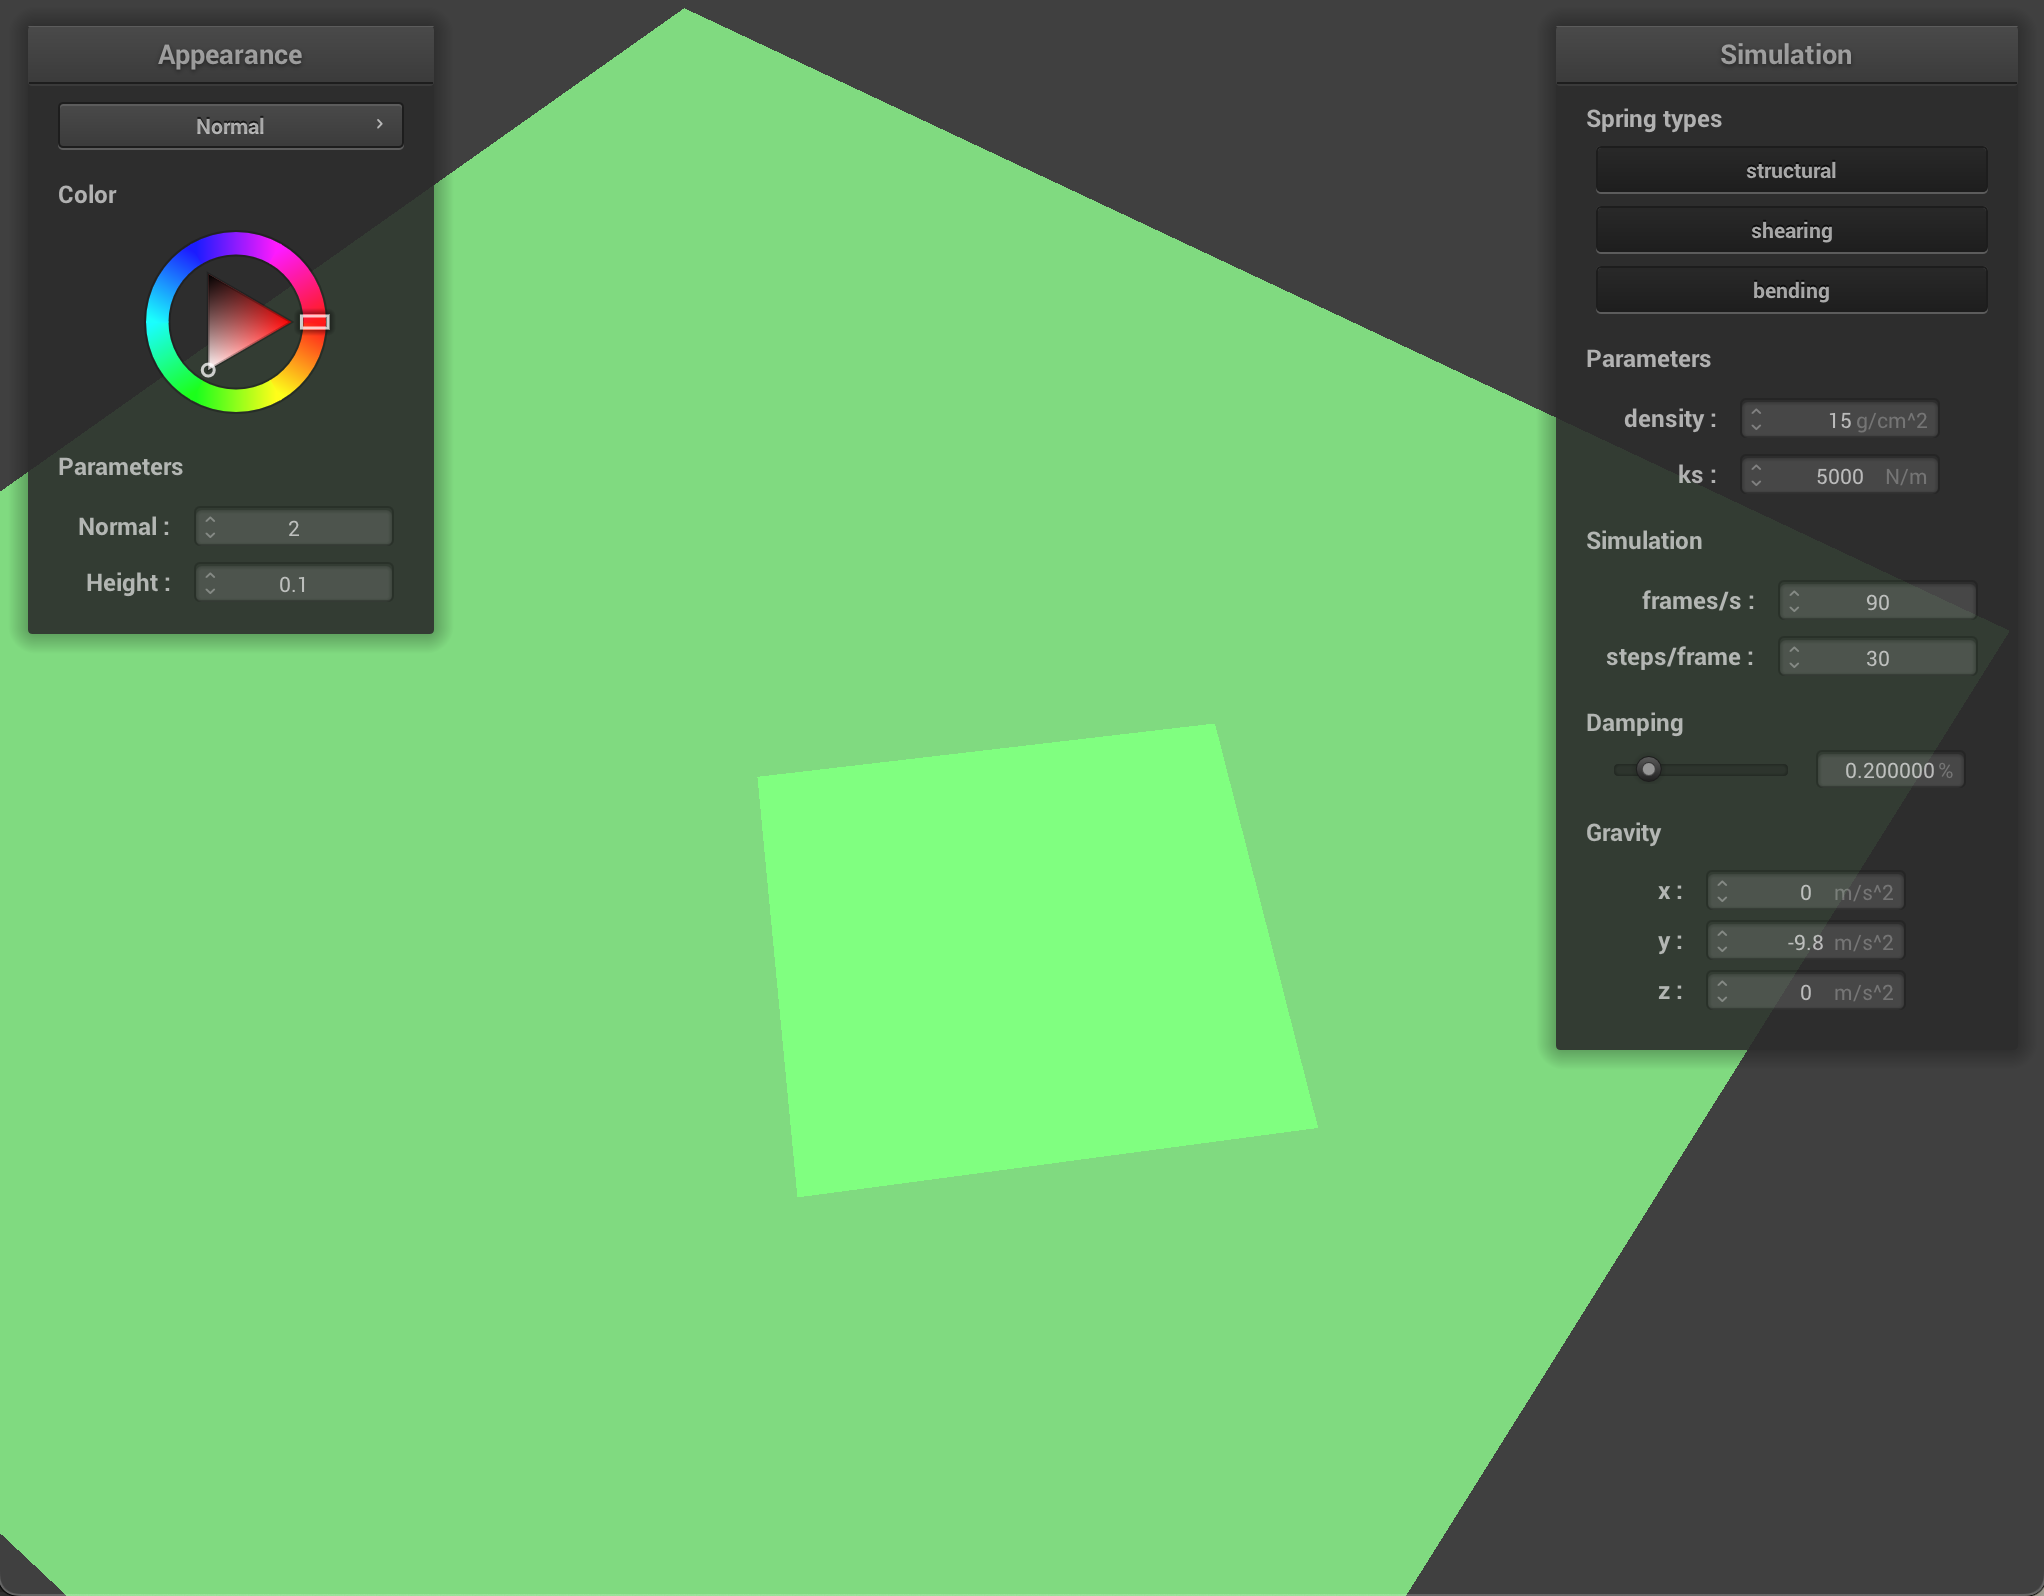 Appearance
Normal
Color
Parameters
Normal : 2
Height : 0.1
Simulation
Spring types
structural
shearing
bending
Parameters
density : 15 g/cm^2
ks : 5000 N/m
Simulation
frames/s : 90
steps/frame : 30
Damping
0.200000 %
Gravity
x : 0 m/s^2
y : -9.8 m/s^2
z : 0 m/s^2